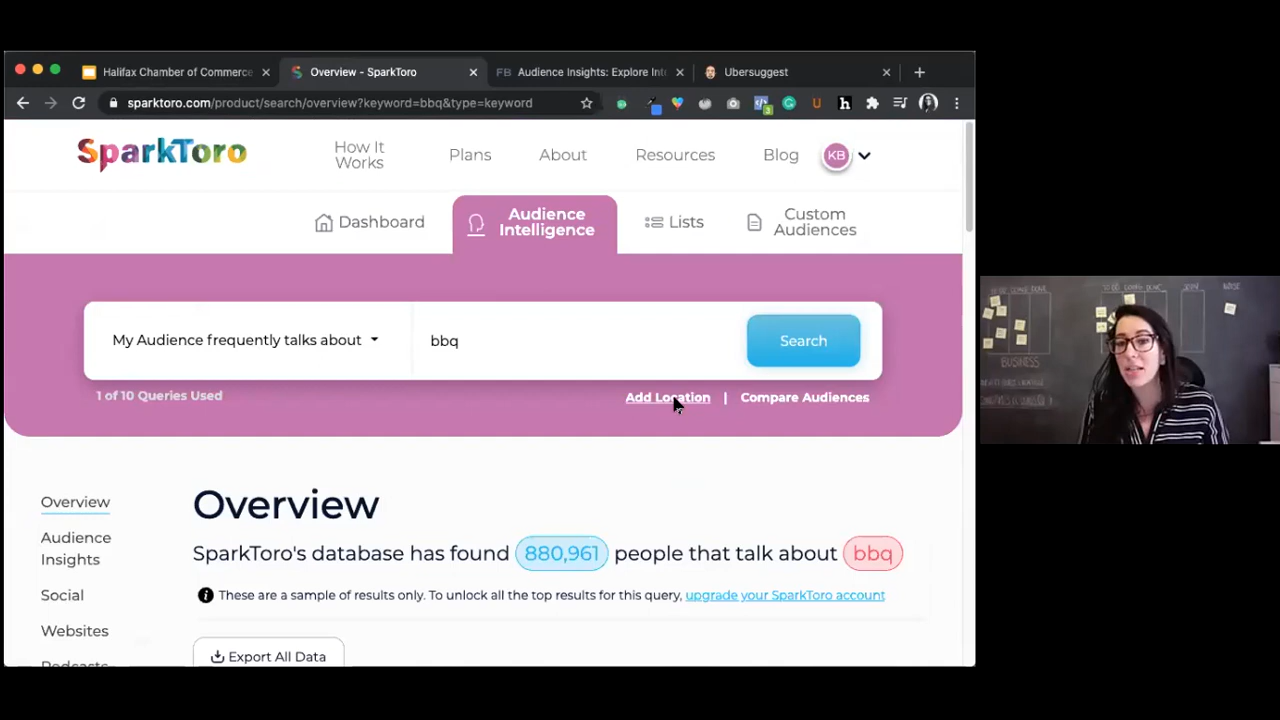 Halifax Chamber of Commerce
Overview - SparkToro
FB Audience Insights: Explore Int
Ubersuggest
sparktoro.com/product/search/overview?keyword=bbq&type=keyword
U
h
3
SparkToro
How It
Works
Plans
About
Resources
Blog
KB
Dashboard
Audience
Intelligence
Lists
Custom
Audiences
My Audience frequently talks about
bbq
Search
1 of 10 Queries Used
Add Location | Compare Audiences
Overview
Audience
Insights
Social
Websites
Podcasts
Overview
SparkToro's database has found 880,961 people that talk about bbq
These are a sample of results only. To unlock all the top results for this query, upgrade your SparkToro account
Export All Data
BUSINESS